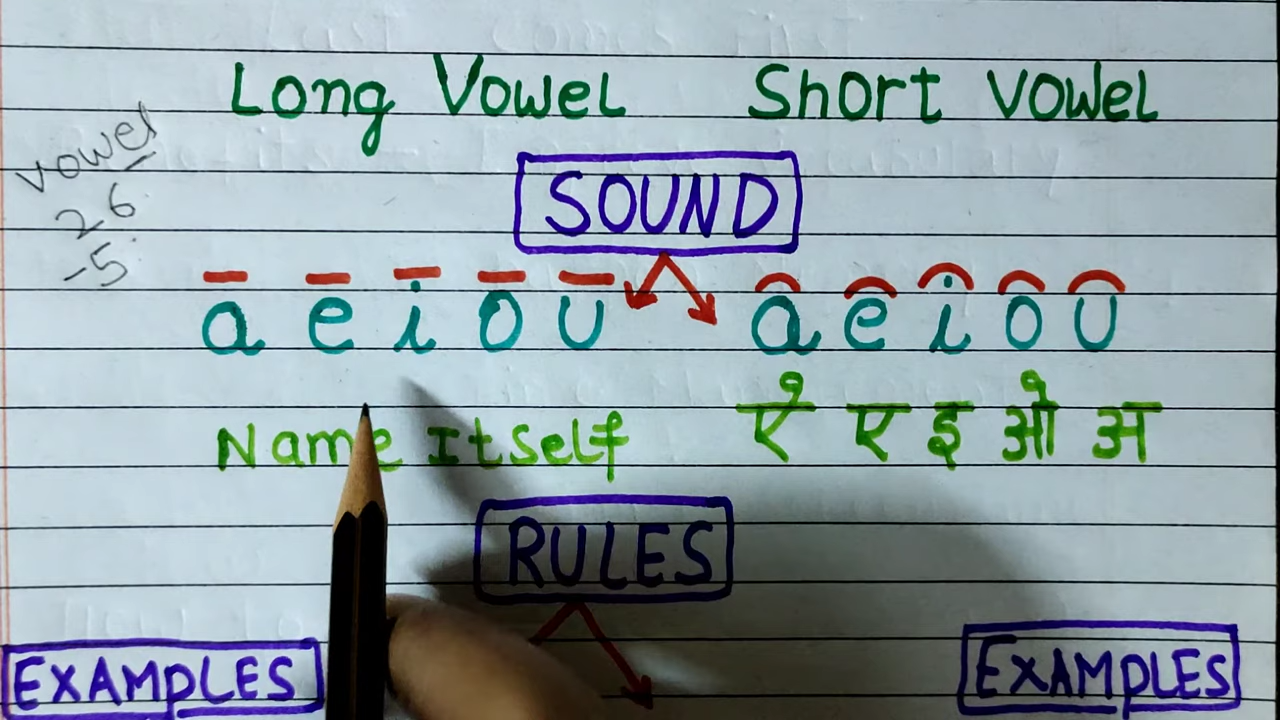 Long Vowel Short Vowel
Vowel
26
-5
SOUND
ā ē ī ō ū ȃ ȇ ȋ ȏ ȃ
Name Itself ऐ ए इ ओ अ
RULES
EXAMPLES EXAMPLES